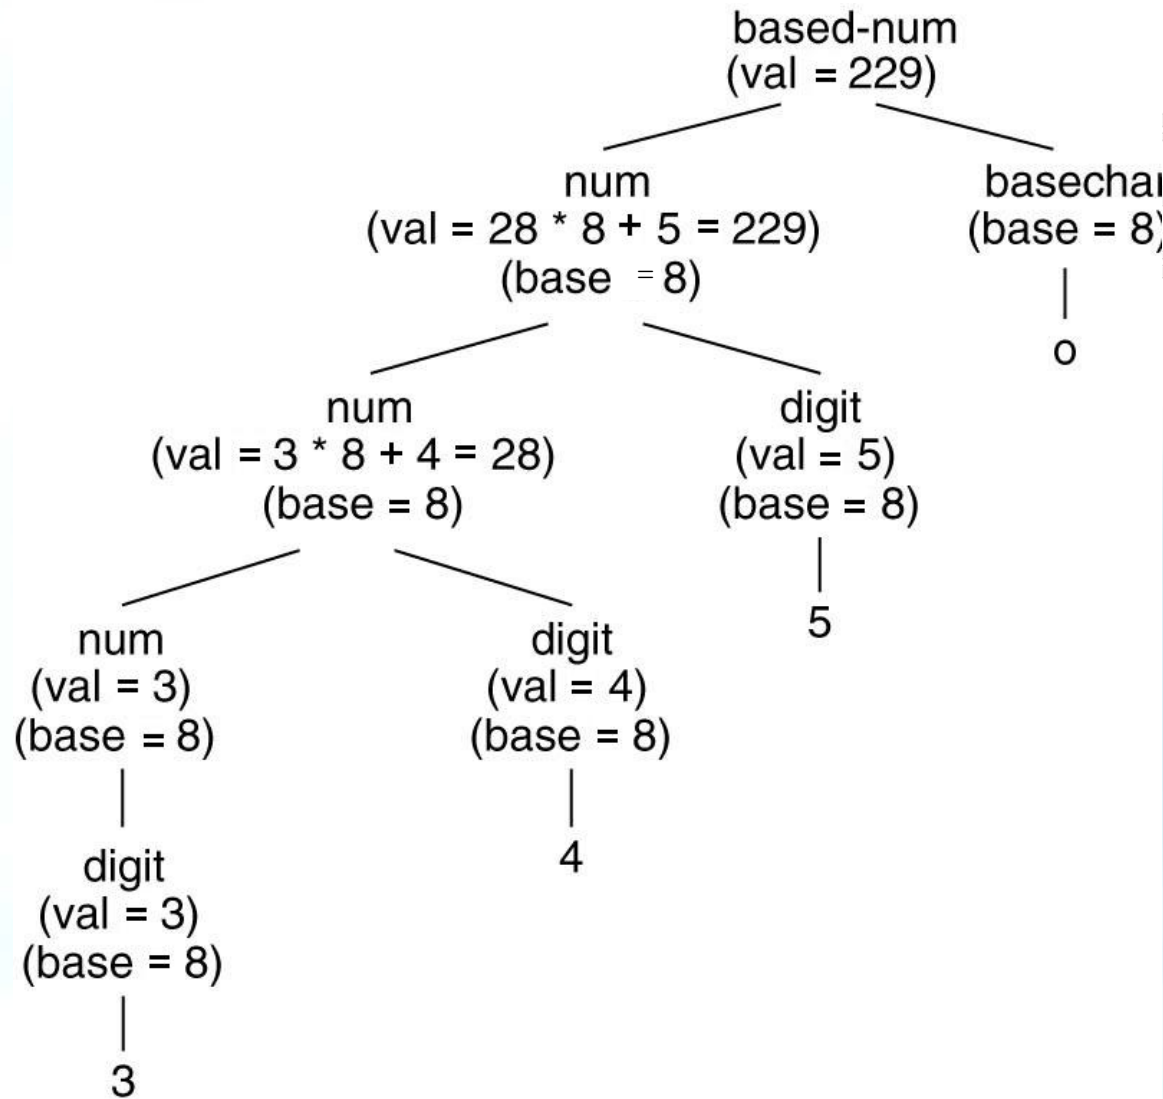 based-num
(val = 229)
num
(val = 28 * 8 + 5 = 229)
(base = 8)
basechar
(base = 8)
o
num
(val = 3 * 8 + 4 = 28)
(base = 8)
digit
(val = 5)
(base = 8)
5
num
(val = 3)
(base = 8)
digit
(val = 4)
(base = 8)
4
digit
(val = 3)
(base = 8)
3